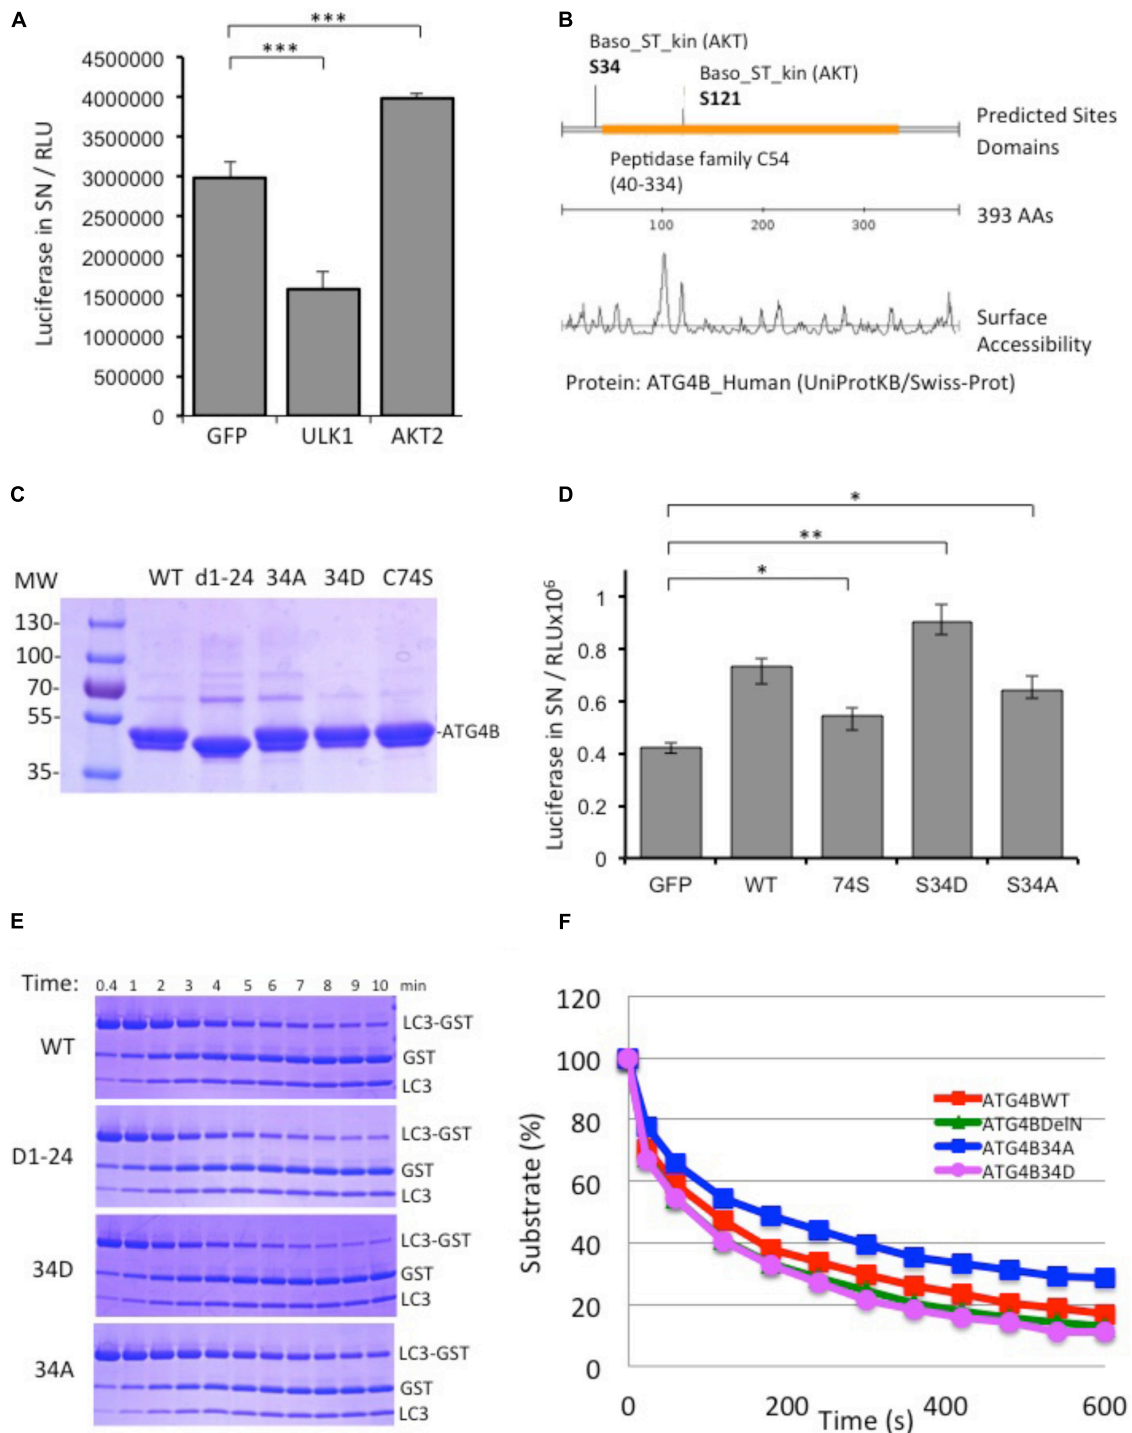 A
***
***
Luciferase in SN / RLU
4500000
4000000
3500000
3000000
2500000
2000000
1500000
1000000
500000
0
GFP ULK1 AKT2
B
Baso_ST_kin (AKT)
S34
Baso_ST_kin (AKT)
S121
Predicted Sites
Domains
Peptidase family C54
(40-334)
393 AAs
100 200 300
Surface
Accessibility
Protein: ATG4B_Human (UniProtKB/Swiss-Prot)
C
MW WT d1-24 34A 34D C74S
130-
100-
70-
55-
35-
-ATG4B
D
*
**
*
Luciferase in SN / RLUx10⁶
1
0.8
0.6
0.4
0.2
0
GFP WT 74S S34D S34A
E
Time: 0.4 1 2 3 4 5 6 7 8 9 10 min
WT
LC3-GST
GST
LC3
D1-24
LC3-GST
GST
LC3
34D
LC3-GST
GST
LC3
34A
LC3-GST
GST
LC3
F
Substrate (%)
120
100
80
60
40
20
0
ATG4BWT
ATG4BDelN
ATG4B34A
ATG4B34D
0 200 400 600
Time (s)